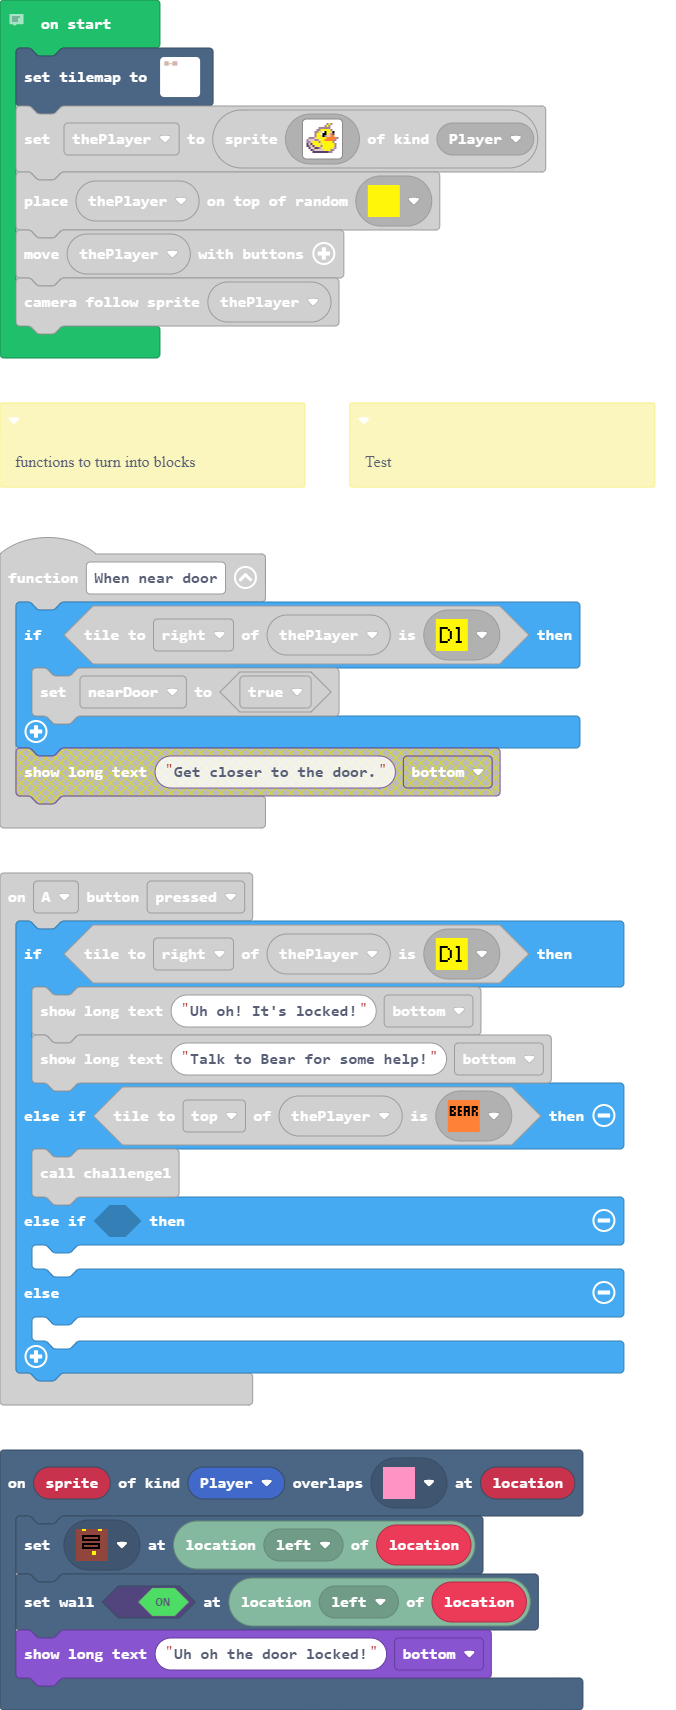 on start
set tilemap to
set thePlayer to sprite of kind Player
place thePlayer on top of random
move thePlayer with buttons
camera follow sprite thePlayer
functions to turn into blocks
Test
function When near door
if tile to right of thePlayer is D1 then
set nearDoor to true
show long text "Get closer to the door." bottom
on A button pressed
if tile to right of thePlayer is D1 then
show long text "Uh oh! It's locked!" bottom
show long text "Talk to Bear for some help!" bottom
else if tile to top of thePlayer is BEAR then
call challenge1
else if then
else
on sprite of kind Player overlaps at location
set at location left of location
set wall ON at location left of location
show long text "Uh oh the door locked!" bottom